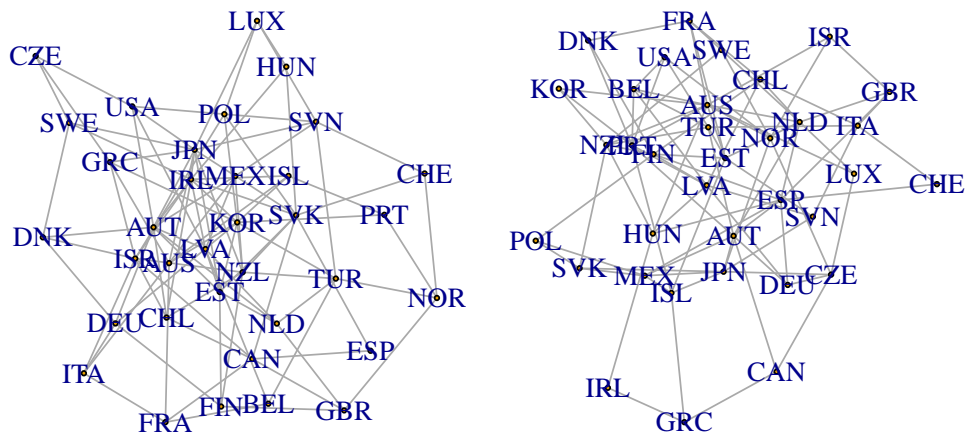 LUX
CZE
HUN
USA
POL
SWE
SVN
JPN
GRC
IRL
MEX
ISL
CHE
KOR
SVK
PRT
DNK
AUT
LVA
ISR
AUS
NZL
TUR
EST
NOR
DEU
CHL
NLD
CAN
ESP
ITA
FIN
BEL
GBR
FRA
FRA
DNK
SWE
ISR
USA
CHL
KOR
BEL
GBR
AUS
TUR
NLD
ITA
NOR
NZL
PRT
FIN
EST
LUX
LVA
CHE
ESP
SVN
POL
HUN
AUT
SVK
MEX
JPN
CZE
ISL
DEU
IRL
CAN
GRC